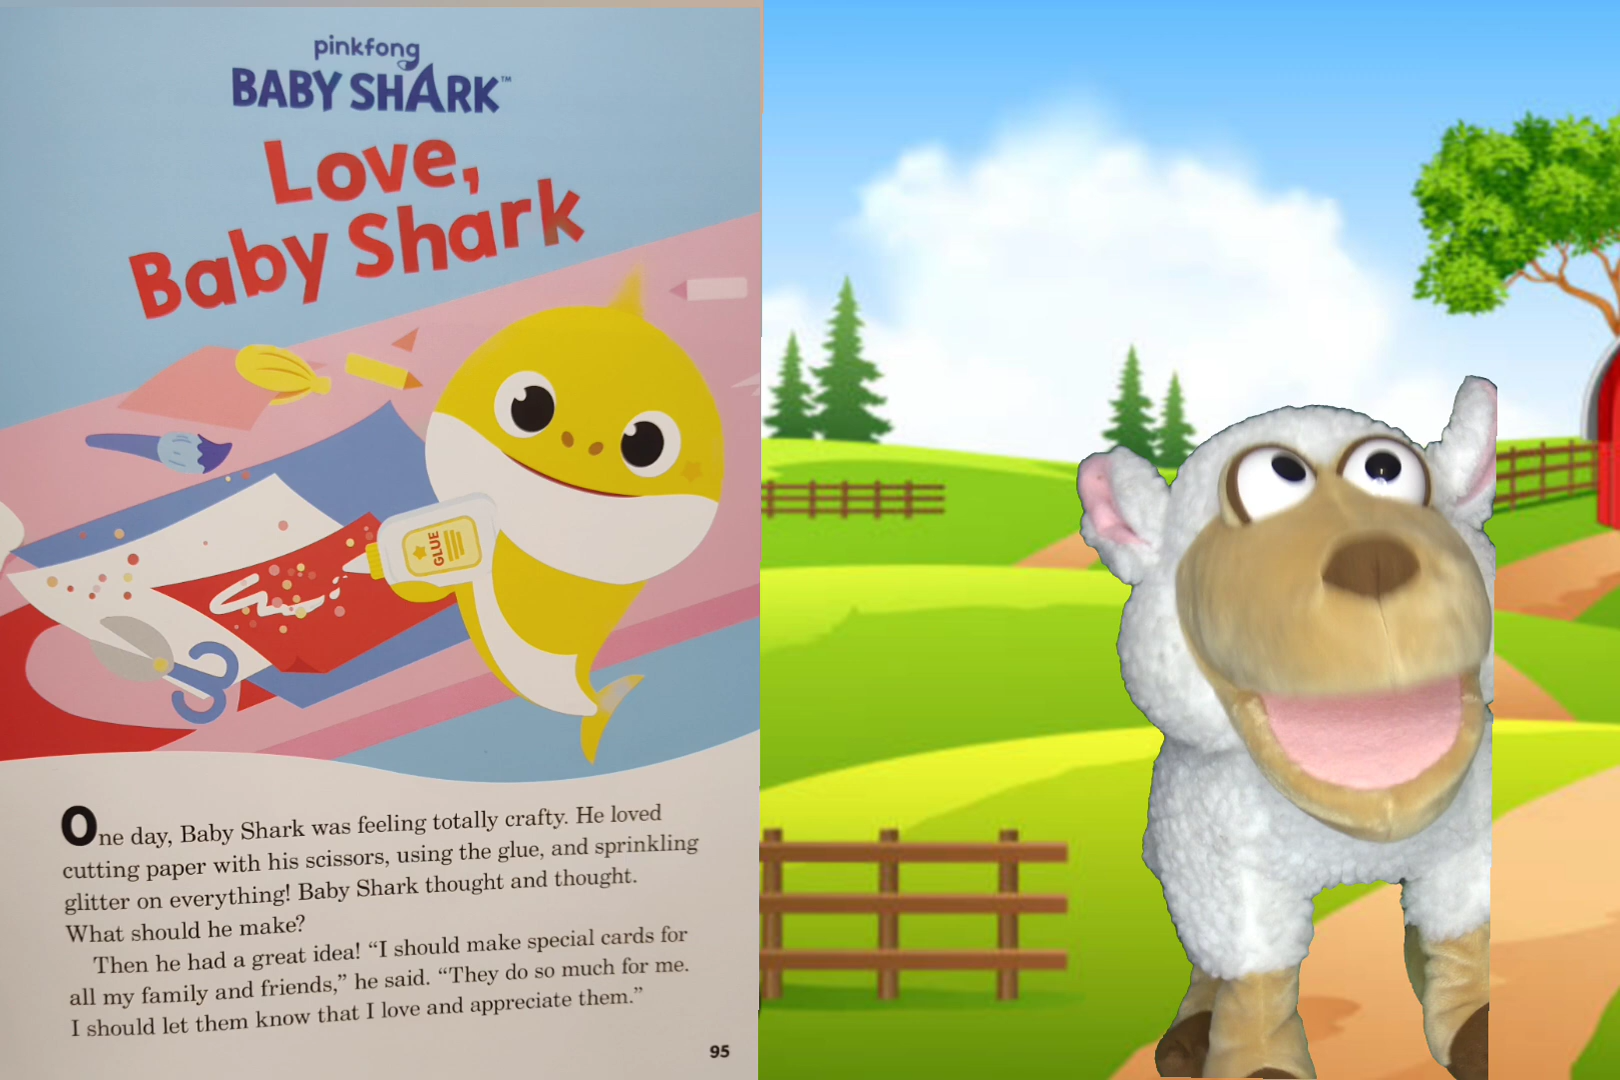 pinkfong
BABY SHARK™
Love,
Baby Shark
GLUE
One day, Baby Shark was feeling totally crafty. He loved
cutting paper with his scissors, using the glue, and sprinkling
glitter on everything! Baby Shark thought and thought.
What should he make?
Then he had a great idea! “I should make special cards for
all my family and friends,” he said. “They do so much for me.
I should let them know that I love and appreciate them.”
95